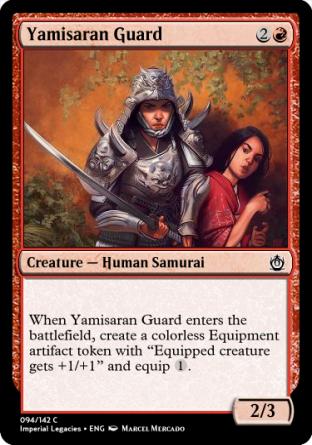 Yamisaran Guard 2
Creature — Human Samurai
When Yamisaran Guard enters the
battlefield, create a colorless Equipment
artifact token with “Equipped creature
gets +1/+1” and equip 1.
2/3
094/142 C
Imperial Legacies • ENG Marcel Mercado